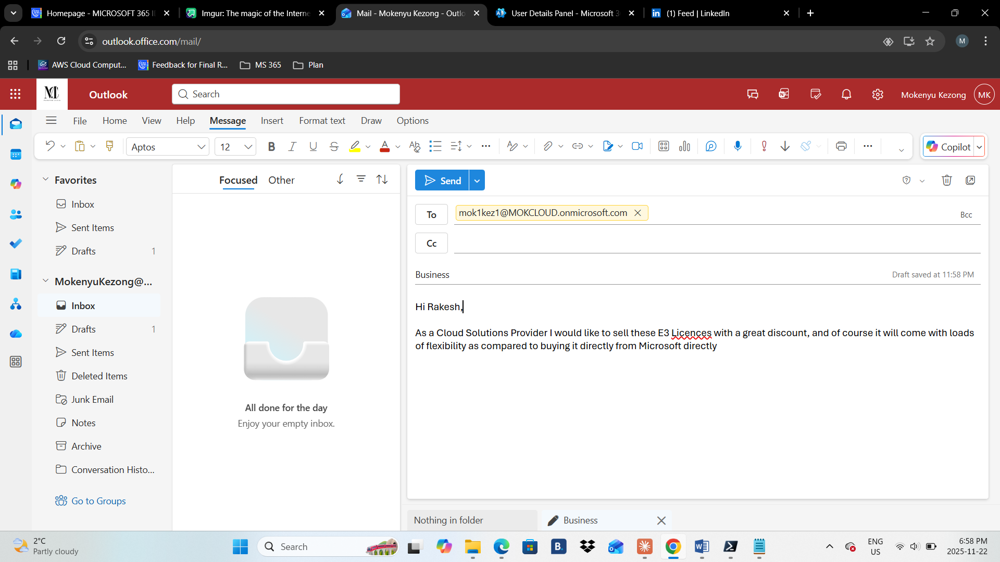 Homepage - MICROSOFT 365
Imgur: The magic of the Interne
Mail - Mokenyu Kezong - Outlo
User Details Panel - Microsoft 3
(1) Feed | LinkedIn
outlook.office.com/mail/
M
AWS Cloud Comput...
Feedback for Final R...
MS 365
Plan
Outlook
Search
Mokenyu Kezong
MK
File
Home
View
Help
Message
Insert
Format text
Draw
Options
Aptos
12
Copilot
Favorites
Inbox
Sent Items
Drafts 1
MokenyuKezong@...
Inbox
Drafts 1
Sent Items
Deleted Items
Junk Email
Notes
Archive
Conversation Histo...
Go to Groups
Focused
Other
All done for the day
Enjoy your empty inbox.
Send
To
mok1kez1@MOKCLOUD.onmicrosoft.com
Bcc
Cc
Business
Draft saved at 11:58 PM
Hi Rakesh,
As a Cloud Solutions Provider I would like to sell these E3 Licences with a great discount, and of course it will come with loads
of flexibility as compared to buying it directly from Microsoft directly
Nothing in folder
Business
2°C
Partly cloudy
Search
ENG
US
6:58 PM
2025-11-22